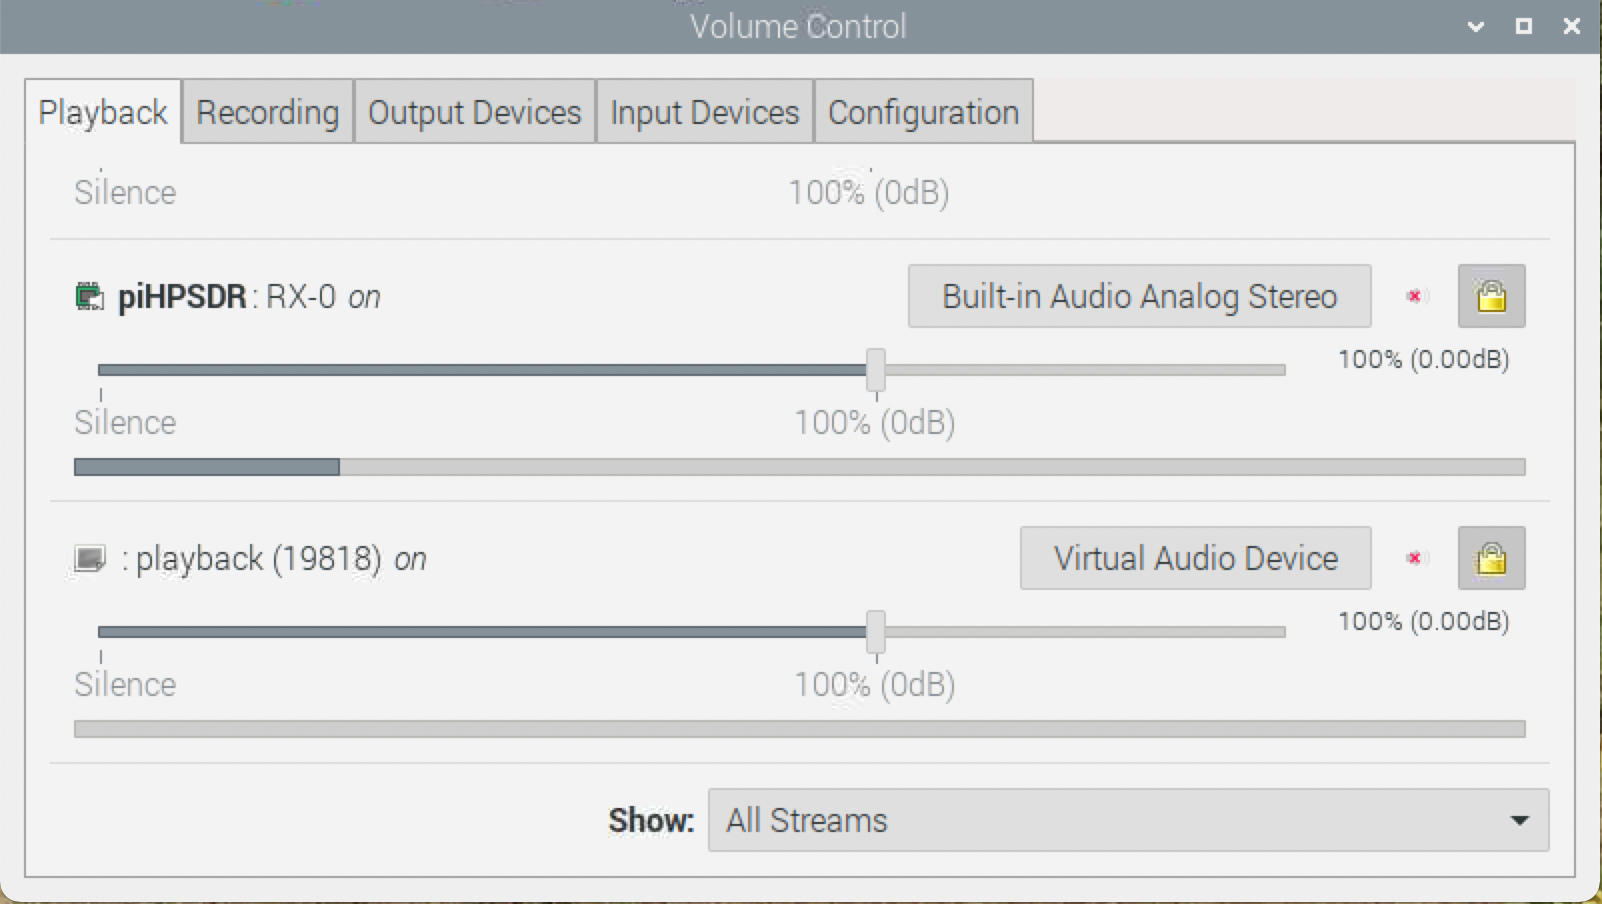 Volume Control
Playback Recording Output Devices Input Devices Configuration
Silence 100% (0dB)
piHPSDR : RX-0 on Built-in Audio Analog Stereo
100% (0.00dB)
Silence 100% (0dB)
: playback (19818) on Virtual Audio Device
100% (0.00dB)
Silence 100% (0dB)
Show: All Streams